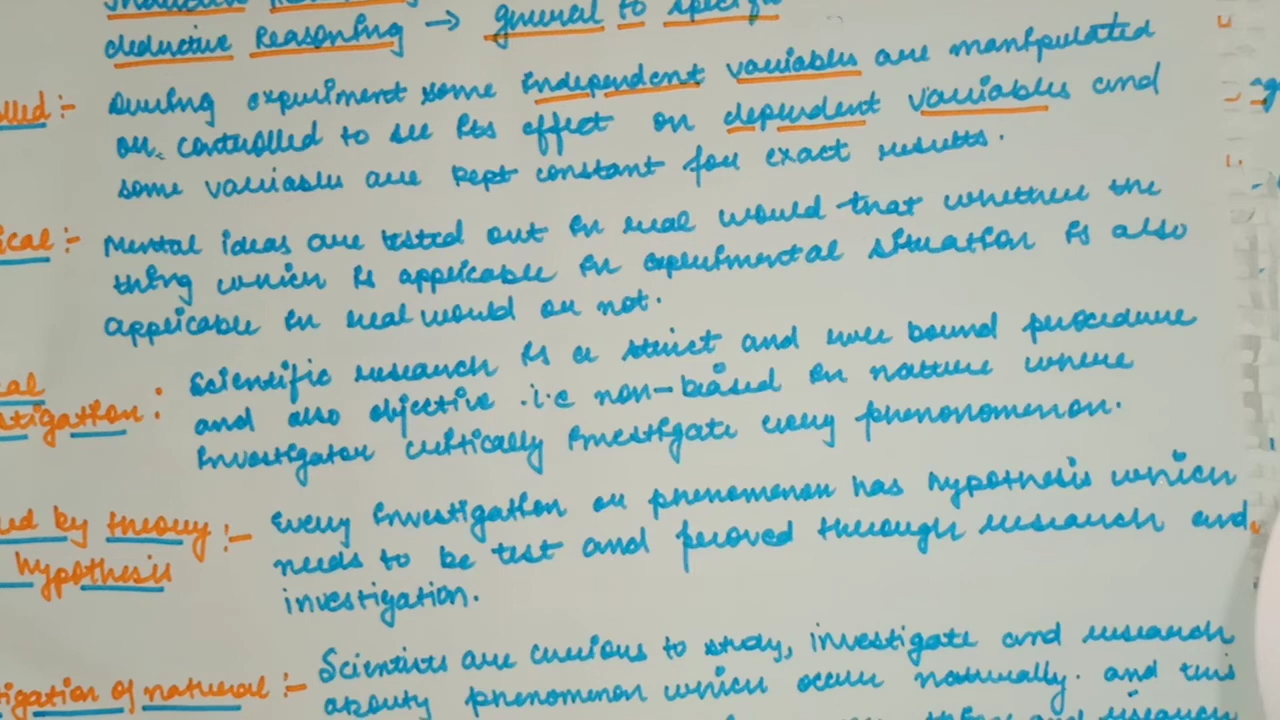 deductive Reasoning → general to specific
lled:- During experiment some independent variables are manipulated
or controlled to see its effect on dependent variables and
some variables are kept constant for exact results.
ical:- Mental ideas are tested out in real would that whether the
thing which is applicable in experimental situation is also
applicable in real would or not.
cal
stigation: Scientific research is a strict and rule bound procedure
and also objective i.e non-biased in nature where
investigator critically investigate every phenonomenon.
ued by theory:- Every investigation or phenomenon has hypothesis which
hypothesis needs to be test and proved through research and
investigation.
tigation of natural:- Scientists are curious to study, investigate and research
abouty phenomenon which occur naturally. and this